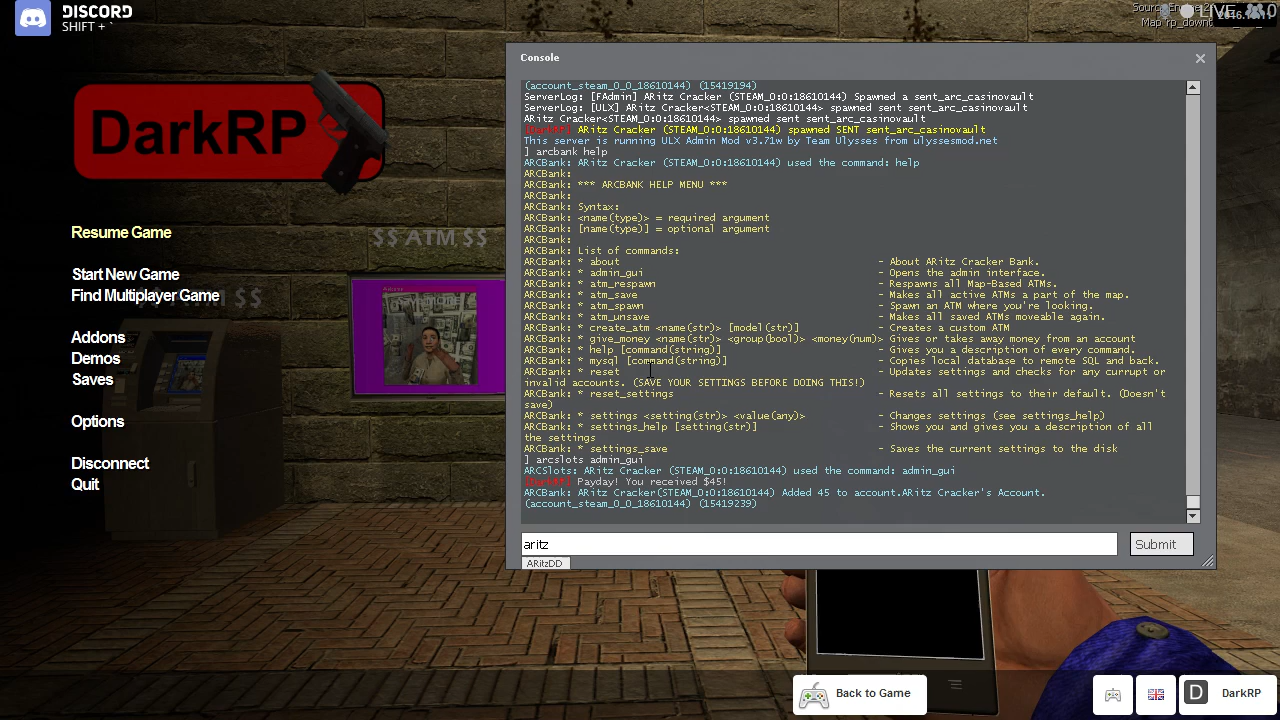 DISCORD
SHIFT + `
LIVE
0
DarkRP
Resume Game
Start New Game
Find Multiplayer Game
Addons
Demos
Saves
Options
Disconnect
Quit
$$ ATM $$
Welcome
Console
(account_steam_0_0_18610144) (15419194)
ServerLog: [FAdmin] ARitz Cracker (STEAM_0:0:18610144) Spawned a sent_arc_casinovault
ServerLog: [ULX] ARitz Cracker<STEAM_0:0:18610144> spawned sent sent_arc_casinovault
ARitz Cracker<STEAM_0:0:18610144> spawned sent sent_arc_casinovault
[DarkRP] ARitz Cracker (STEAM_0:0:18610144) spawned SENT sent_arc_casinovault
This server is running ULX Admin Mod v3.71w by Team Ulysses from ulyssesmod.net
] arcbank help
ARCBank: ARitz Cracker (STEAM_0:0:18610144) used the command: help
ARCBank:
ARCBank: *** ARCBANK HELP MENU ***
ARCBank:
ARCBank: Syntax:
ARCBank: <name(type)> = required argument
ARCBank: [name(type)] = optional argument
ARCBank:
ARCBank: List of commands:
ARCBank: * about - About ARitz Cracker Bank.
ARCBank: * admin_gui - Opens the admin interface.
ARCBank: * atm_respawn - Respawns all Map-Based ATMs.
ARCBank: * atm_save - Makes all active ATMs a part of the map.
ARCBank: * atm_spawn - Spawn an ATM where you're looking.
ARCBank: * atm_unsave - Makes all saved ATMs moveable again.
ARCBank: * create_atm <name(str)> [model(str)] - Creates a custom ATM
ARCBank: * give_money <name(str)> <group(bool)> <money(num)> Gives or takes away money from an account
ARCBank: * help [command(string)] - Gives you a description of every command.
ARCBank: * mysql [command(string)] - Copies local database to remote SQL and back.
ARCBank: * reset - Updates settings and checks for any currupt or
invalid accounts. (SAVE YOUR SETTINGS BEFORE DOING THIS!)
ARCBank: * reset_settings - Resets all settings to their default. (Doesn't
save)
ARCBank: * settings <setting(str)> <value(any)> - Changes settings (see settings_help)
ARCBank: * settings_help [setting(str)] - Shows you and gives you a description of all
the settings
ARCBank: * settings_save - Saves the current settings to the disk
] arcslots admin_gui
ARCSlots: ARitz Cracker (STEAM_0:0:18610144) used the command: admin_gui
[DarkRP] Payday! You received $45!
ARCBank: ARitz Cracker(STEAM_0:0:18610144) Added 45 to account.ARitz Cracker's Account.
(account_steam_0_0_18610144) (15419239)
aritz
Submit
ARitzDD
Back to Game
DarkRP